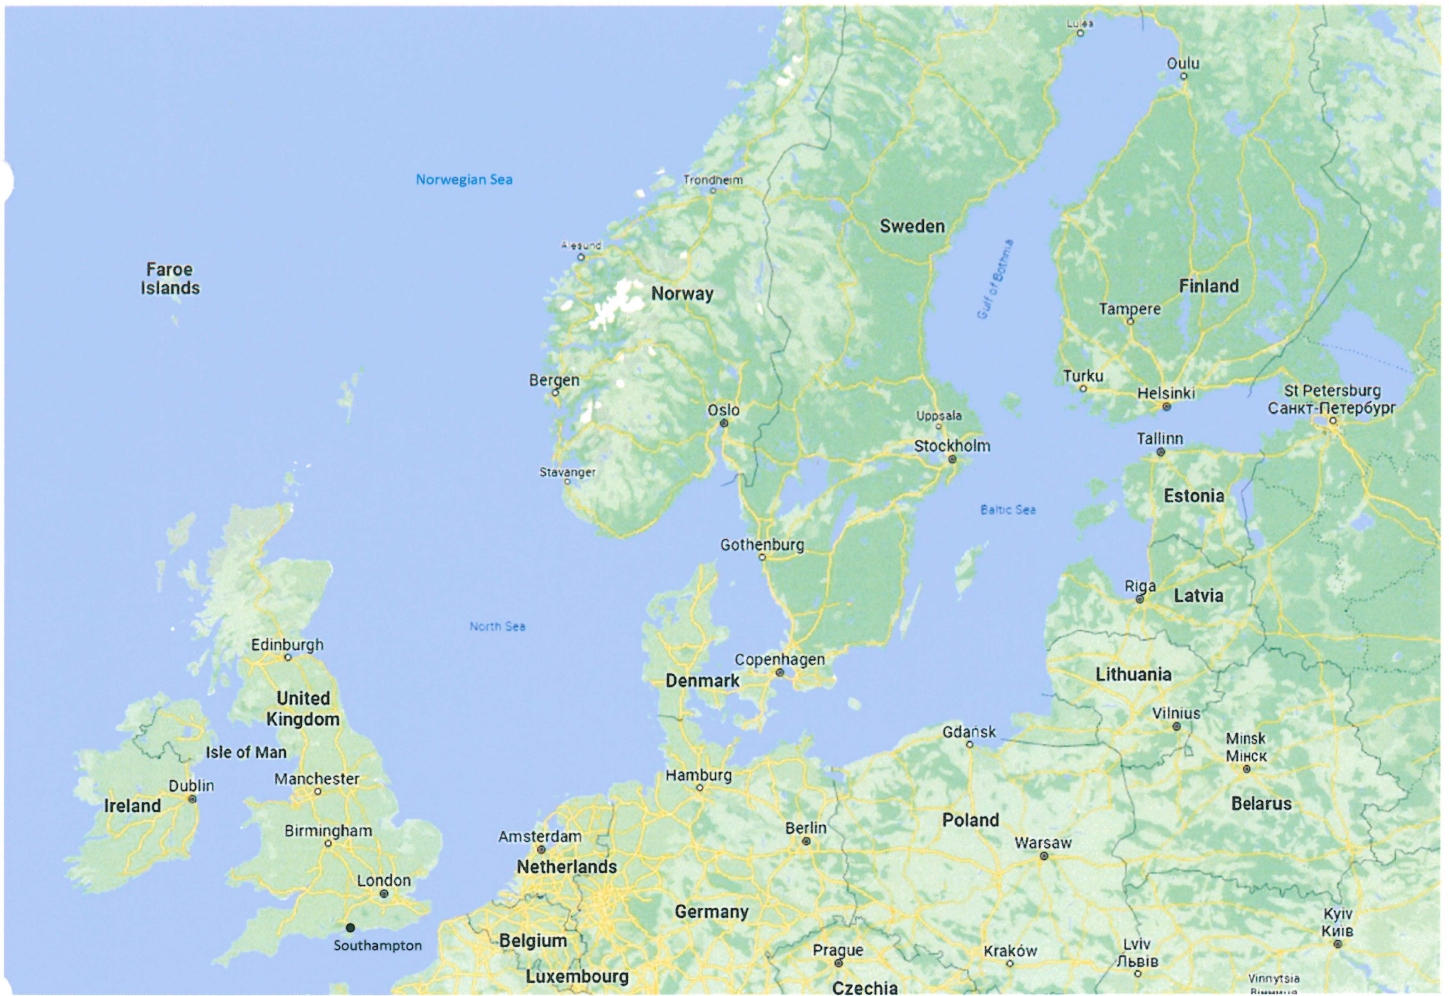 Luleå
Oulu
Norwegian Sea
Trondheim
Sweden
Ålesund
Gulf of Bothnia
Faroe
Islands
Norway
Finland
Tampere
Bergen
Turku
Helsinki
St Petersburg
Санкт-Петербург
Oslo
Uppsala
Stockholm
Tallinn
Stavanger
Estonia
Baltic Sea
Gothenburg
Riga
Latvia
North Sea
Edinburgh
Copenhagen
Denmark
Lithuania
United
Kingdom
Vilnius
Gdańsk
Minsk
Мінск
Isle of Man
Manchester
Hamburg
Dublin
Ireland
Belarus
Birmingham
Amsterdam
Berlin
Poland
Warsaw
Netherlands
London
Germany
Kyiv
Київ
Southampton
Belgium
Prague
Kraków
Lviv
Львів
Luxembourg
Czechia
Vinnytsia